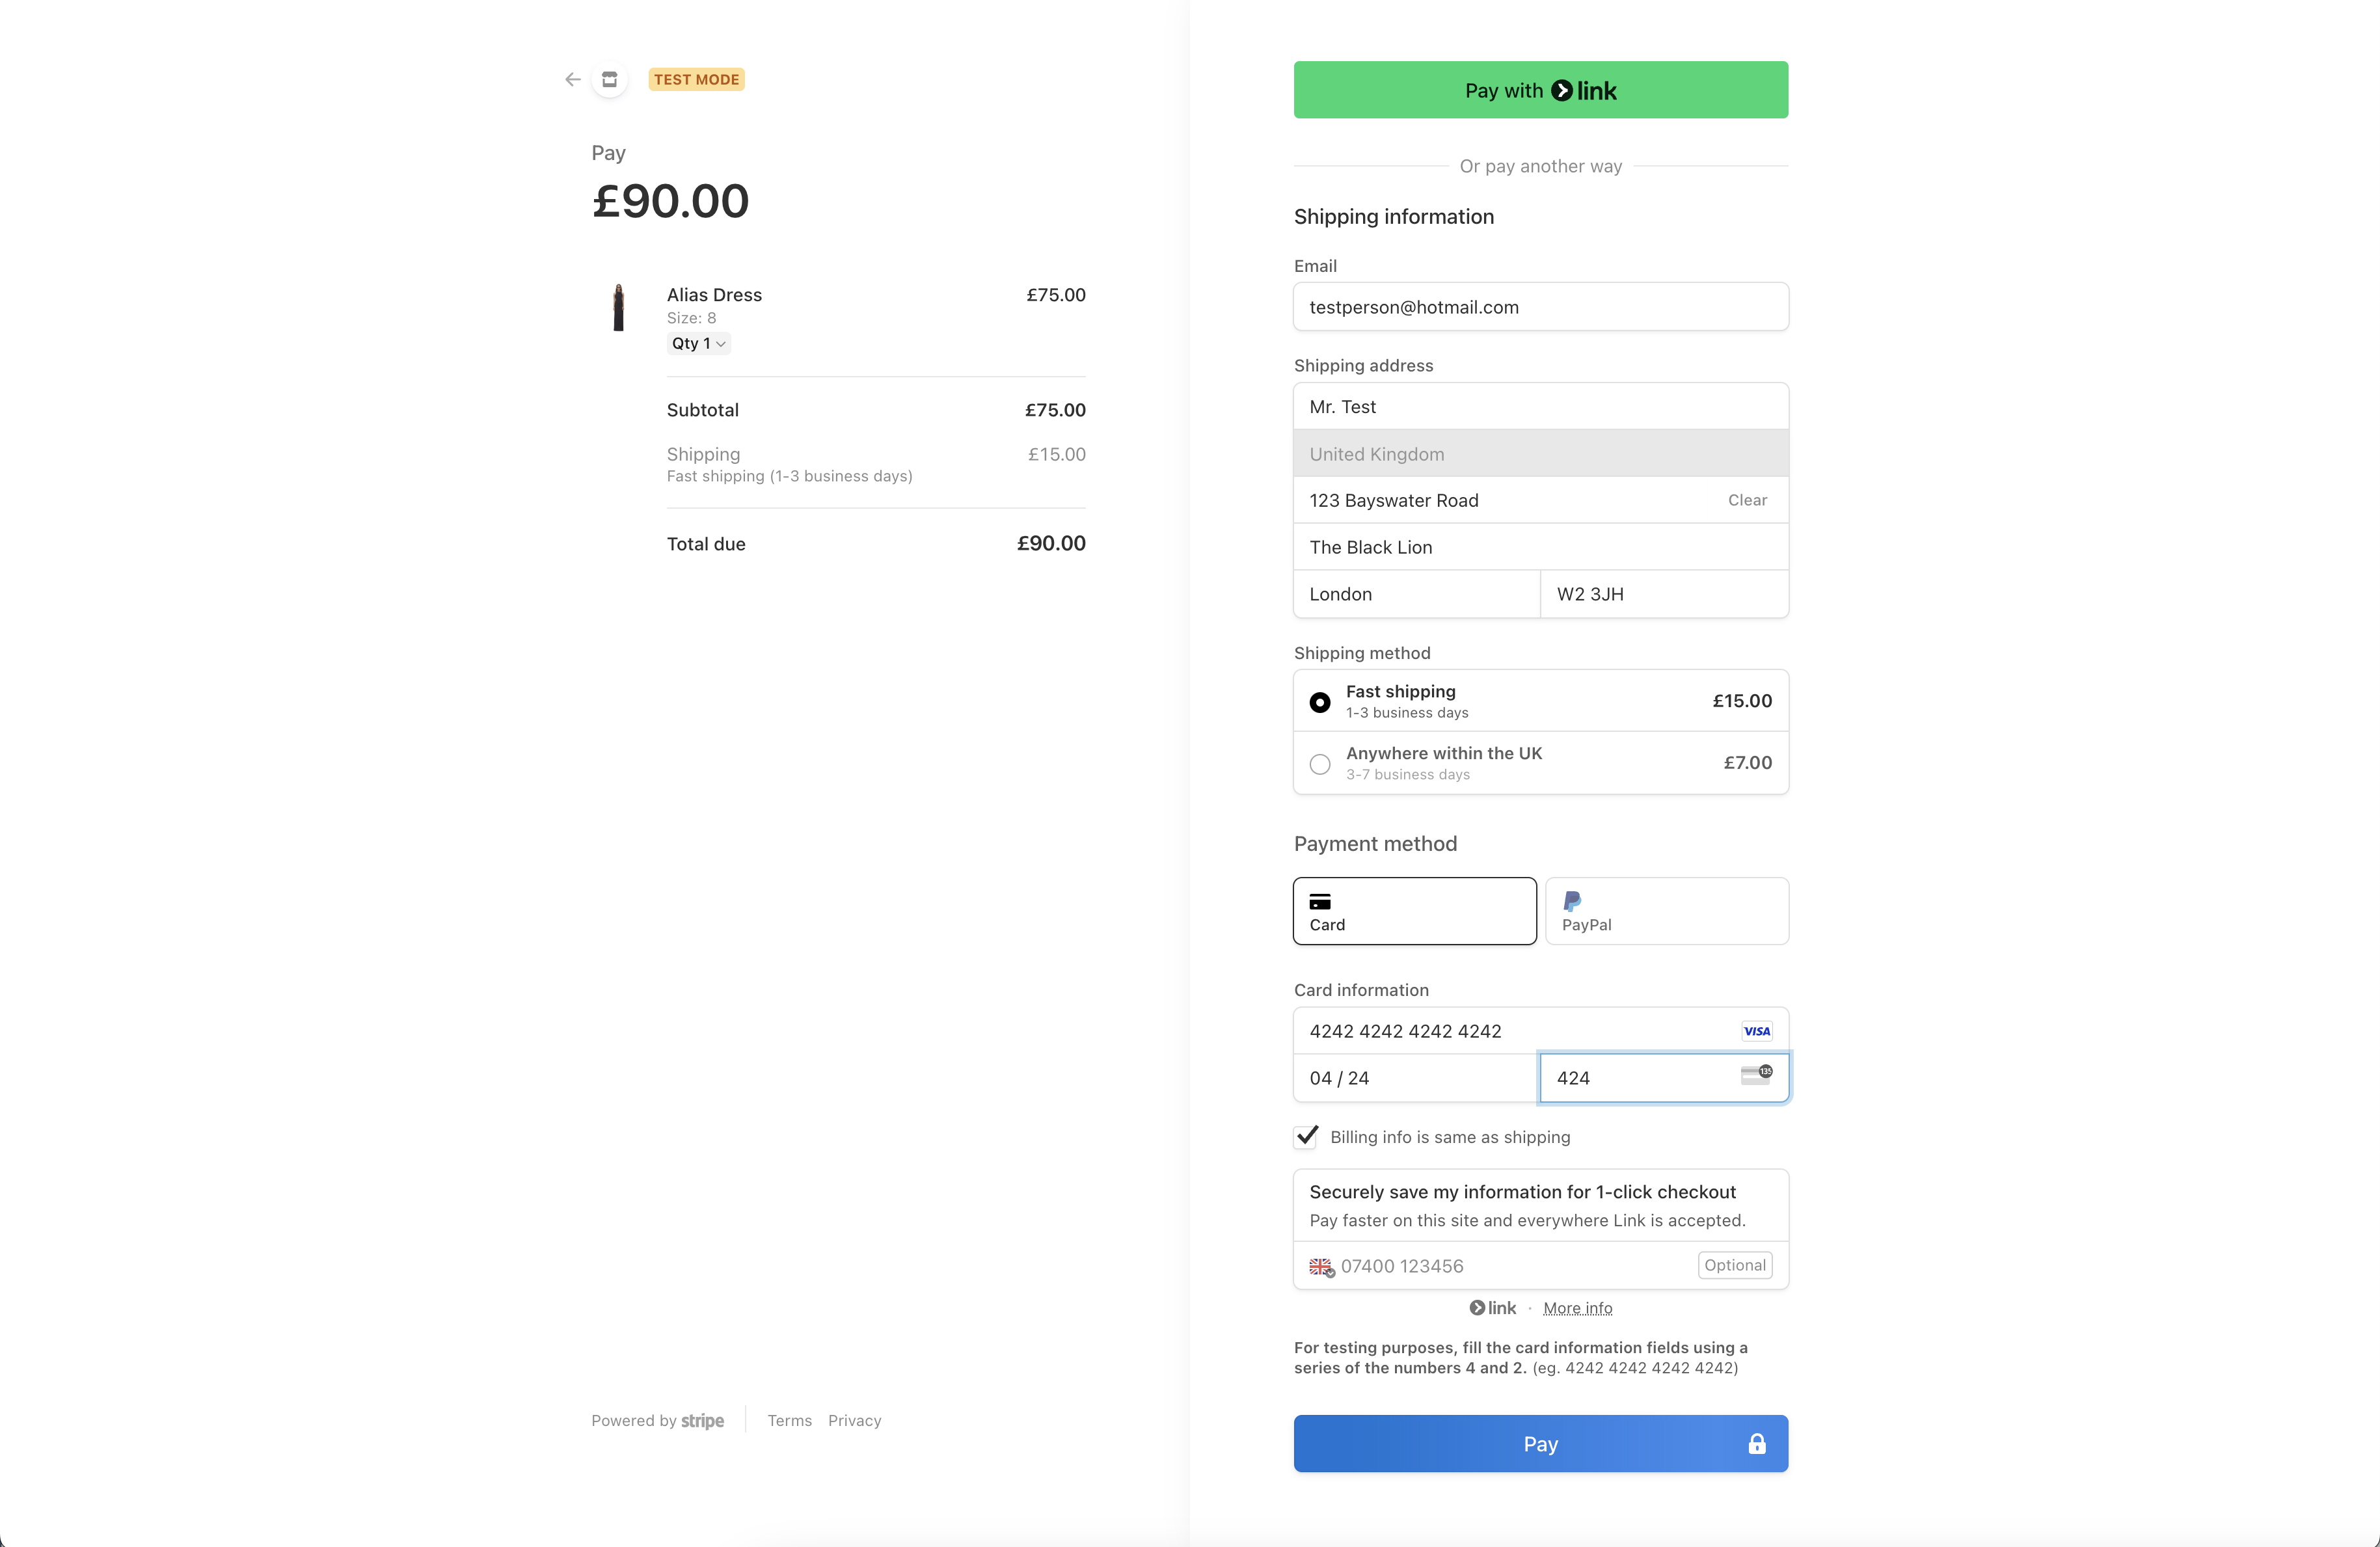 TEST MODE
Pay
£90.00
Alias Dress £75.00
Size: 8
Qty 1
Subtotal £75.00
Shipping £15.00
Fast shipping (1-3 business days)
Total due £90.00
Powered by stripe Terms Privacy
Pay with link
Or pay another way
Shipping information
Email
testperson@hotmail.com
Shipping address
Mr. Test
United Kingdom
123 Bayswater Road Clear
The Black Lion
London W2 3JH
Shipping method
Fast shipping £15.00
1-3 business days
Anywhere within the UK £7.00
3-7 business days
Payment method
Card PayPal
Card information
4242 4242 4242 4242 VISA
04 / 24 424 135
Billing info is same as shipping
Securely save my information for 1-click checkout
Pay faster on this site and everywhere Link is accepted.
07400 123456 Optional
link · More info
For testing purposes, fill the card information fields using a
series of the numbers 4 and 2. (eg. 4242 4242 4242 4242)
Pay